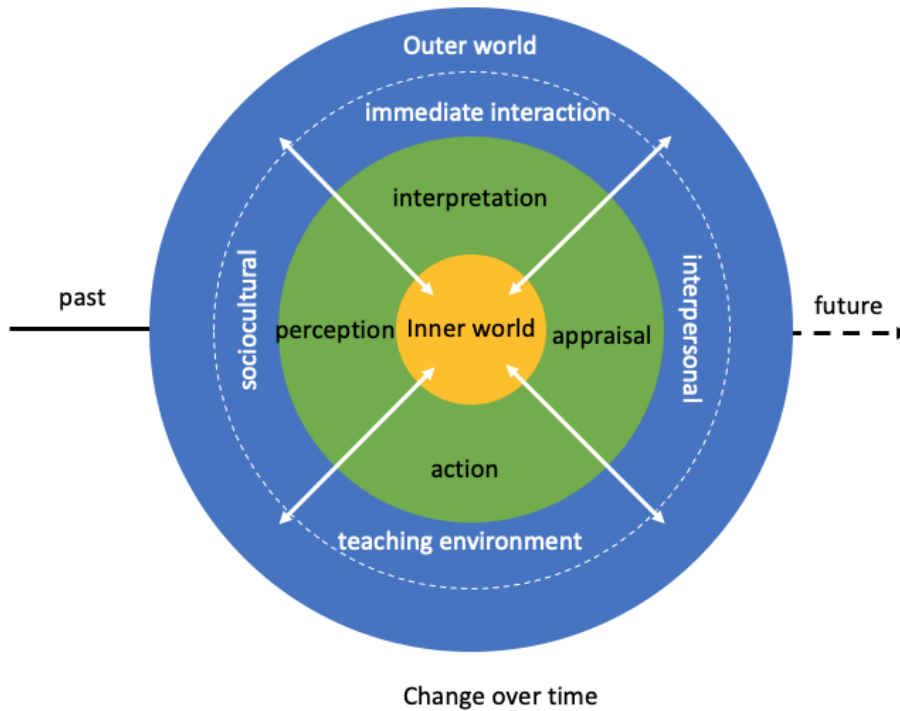 Outer world
immediate interaction
interpretation
sociocultural
interpersonal
past
future
perception
Inner world
appraisal
action
teaching environment
Change over time